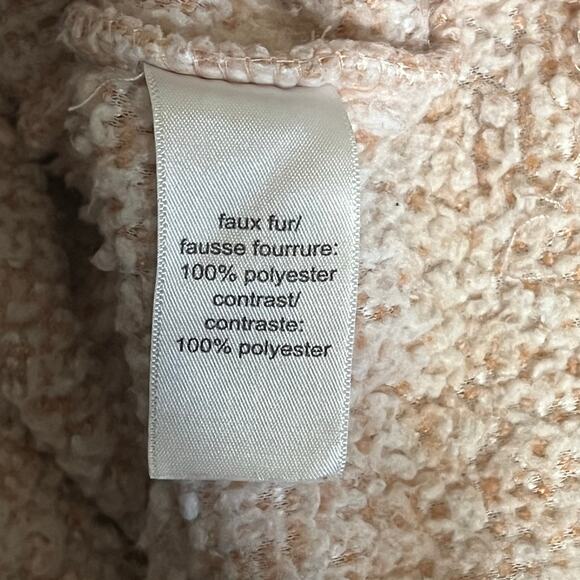 faux fur/
fausse fourrure:
100% polyester
contrast/
contraste:
100% polyester